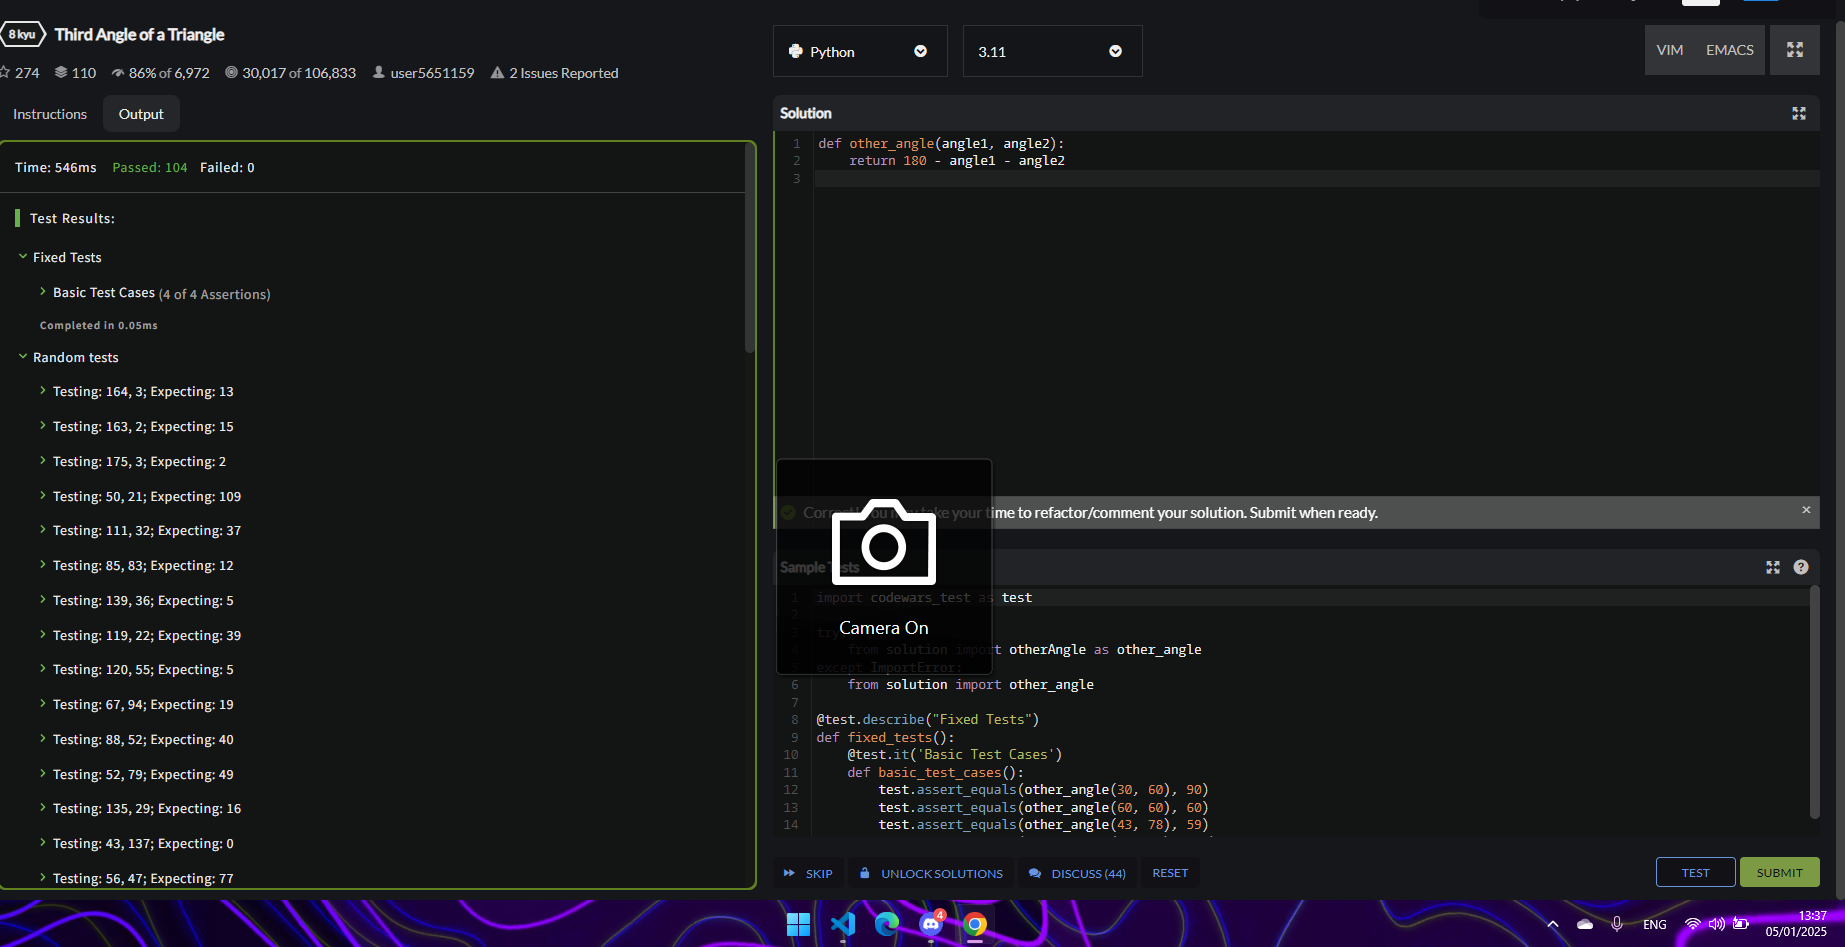 8 kyu Third Angle of a Triangle
274 110 86% of 6,972 30,017 of 106,833 user5651159 2 Issues Reported
Instructions Output
Time: 546ms Passed: 104 Failed: 0
Test Results:
Fixed Tests
Basic Test Cases (4 of 4 Assertions)
Completed in 0.05ms
Random tests
Testing: 164, 3; Expecting: 13
Testing: 163, 2; Expecting: 15
Testing: 175, 3; Expecting: 2
Testing: 50, 21; Expecting: 109
Testing: 111, 32; Expecting: 37
Testing: 85, 83; Expecting: 12
Testing: 139, 36; Expecting: 5
Testing: 119, 22; Expecting: 39
Testing: 120, 55; Expecting: 5
Testing: 67, 94; Expecting: 19
Testing: 88, 52; Expecting: 40
Testing: 52, 79; Expecting: 49
Testing: 135, 29; Expecting: 16
Testing: 43, 137; Expecting: 0
Testing: 56, 47; Expecting: 77
Python 3.11 VIM EMACS
Solution
1 def other_angle(angle1, angle2):
2 return 180 - angle1 - angle2
3
take your time to refactor/comment your solution. Submit when ready.
Camera On
Sample Tests
1 import codewars_test as test
2
3 try
4 from solution import otherAngle as other_angle
5 except ImportError:
6 from solution import other_angle
7
8 @test.describe("Fixed Tests")
9 def fixed_tests():
10 @test.it('Basic Test Cases')
11 def basic_test_cases():
12 test.assert_equals(other_angle(30, 60), 90)
13 test.assert_equals(other_angle(60, 60), 60)
14 test.assert_equals(other_angle(43, 78), 59)
SKIP UNLOCK SOLUTIONS DISCUSS (44) RESET TEST SUBMIT
4
ENG
13:37
05/01/2025